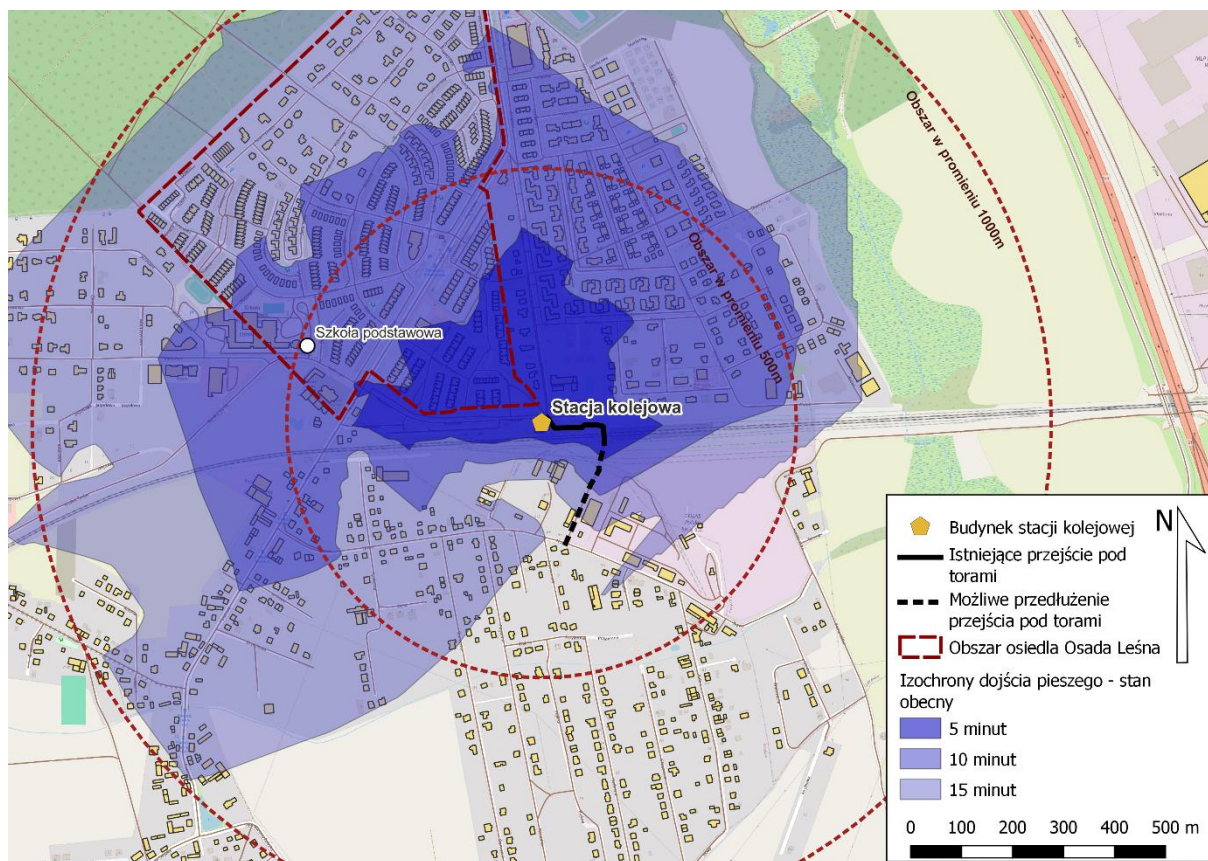 Obszar w promieniu 1000m
Obszar w promieniu 500m
Szkoła podstawowa
Stacja kolejowa
N
Budynek stacji kolejowej
Istniejące przejście pod
torami
Możliwe przedłużenie
przejścia pod torami
Obszar osiedla Osada Leśna
Izochrony dojścia pieszego - stan
obecny
5 minut
10 minut
15 minut
0 100 200 300 400 500 m